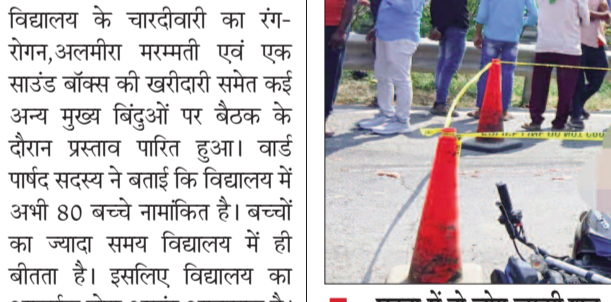 विद्यालय के चारदीवारी का रंग-
रोगन,अलमीरा मरम्मती एवं एक
साउंड बॉक्स की खरीदारी समेत कई
अन्य मुख्य बिंदुओं पर बैठक के
दौरान प्रस्ताव पारित हुआ। वार्ड
पार्षद सदस्य ने बताई कि विद्यालय में
अभी 80 बच्चे नामांकित है। बच्चों
का ज्यादा समय विद्यालय में ही
बीतता है। इसलिए विद्यालय का